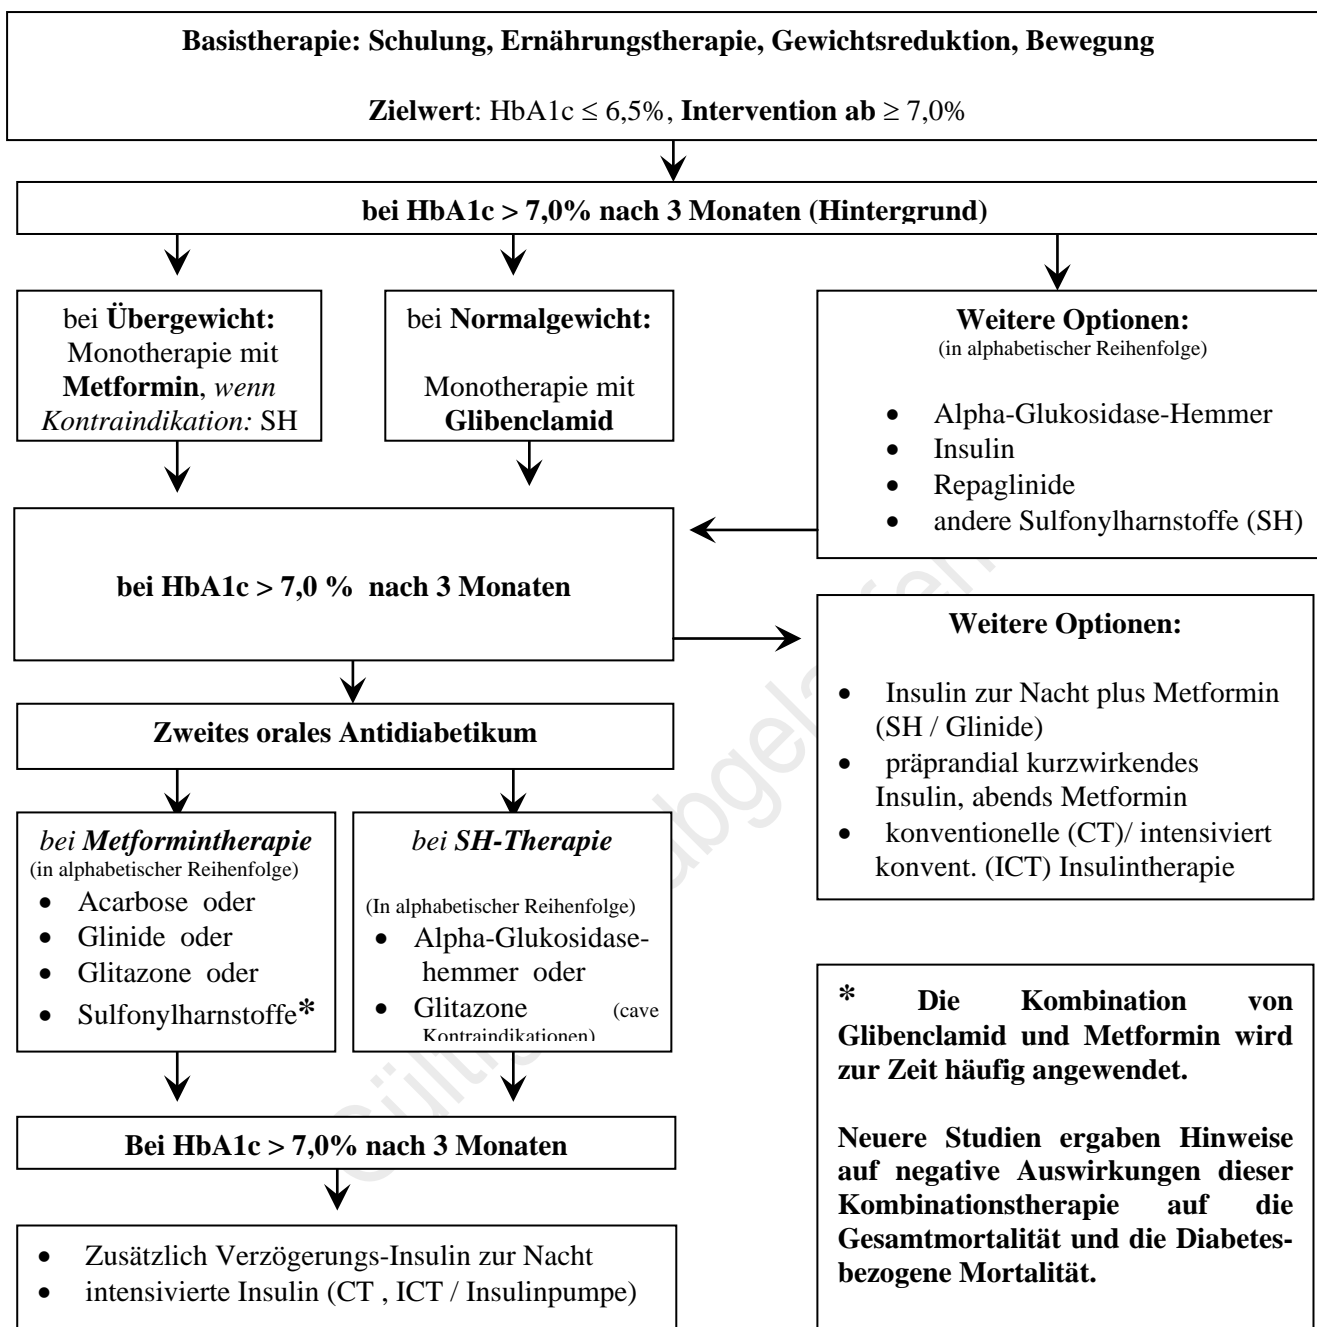 Basistherapie: Schulung, Ernährungstherapie, Gewichtsreduktion, Bewegung
Zielwert: HbA1c ≤ 6,5%, Intervention ab ≥ 7,0%
bei HbA1c > 7,0% nach 3 Monaten (Hintergrund)
bei Übergewicht:
Monotherapie mit
Metformin, wenn
Kontraindikation: SH
bei Normalgewicht:
Monotherapie mit
Glibenclamid
Weitere Optionen:
(in alphabetischer Reihenfolge)
• Alpha-Glukosidase-Hemmer
• Insulin
• Repaglinide
• andere Sulfonylharnstoffe (SH)
bei HbA1c > 7,0 % nach 3 Monaten
Weitere Optionen:
• Insulin zur Nacht plus Metformin
(SH / Glinide)
• präprandial kurzwirkendes
Insulin, abends Metformin
• konventionelle (CT)/ intensiviert
konvent. (ICT) Insulintherapie
Zweites orales Antidiabetikum
bei Metformintherapie
(in alphabetischer Reihenfolge)
• Acarbose oder
• Glinide oder
• Glitazone oder
• Sulfonylharnstoffe*
bei SH-Therapie
(In alphabetischer Reihenfolge)
• Alpha-Glukosidase-
hemmer oder
• Glitazone (cave
Kontraindikationen)
* Die Kombination von
Glibenclamid und Metformin wird
zur Zeit häufig angewendet.
Neuere Studien ergaben Hinweise
auf negative Auswirkungen dieser
Kombinationstherapie auf die
Gesamtmortalität und die Diabetes-
bezogene Mortalität.
Bei HbA1c > 7,0% nach 3 Monaten
• Zusätzlich Verzögerungs-Insulin zur Nacht
• intensivierte Insulin (CT , ICT / Insulinpumpe)